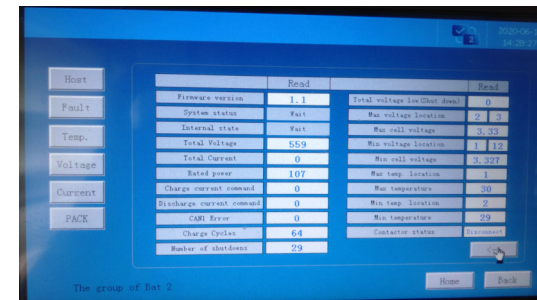 2020-06-
14:28:2
Host
Fault
Temp.
Voltage
Current
PACK
Read
Read
Firmware version 1.1 Total voltage low(Shut down) 0
System status Wait Max voltage location 2 3
Internal state Wait Max cell voltage 3.33
Total Voltage 559 Min voltage location 1 12
Total Current 0 Min cell voltage 3.327
Rated power 107 Max temp. location 1
Charge current command 0 Max temperature 30
Discharge current command 0 Min temp. location 2
CAN1 Error 0 Min temperature 29
Charge Cycles 64 Contactor status Disconnect
Number of shutdowns 29
Home
Back
The group of Bat 2